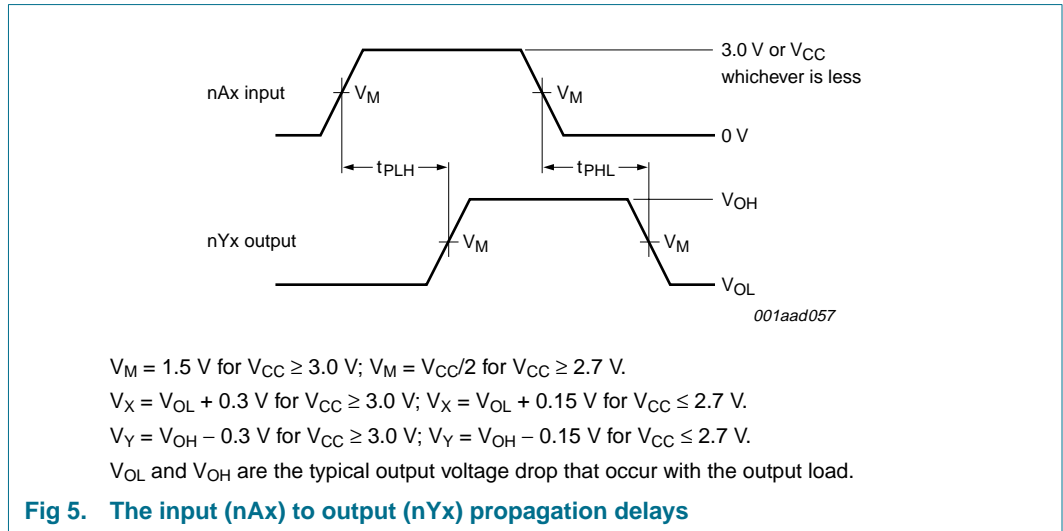 3.0 V or VCC
whichever is less
nAx input
VM
VM
0 V
tPLH
tPHL
VOH
nYx output
VM
VM
VOL
001aad057
VM = 1.5 V for VCC ≥ 3.0 V; VM = VCC/2 for VCC ≥ 2.7 V.
VX = VOL + 0.3 V for VCC ≥ 3.0 V; VX = VOL + 0.15 V for VCC ≤ 2.7 V.
VY = VOH − 0.3 V for VCC ≥ 3.0 V; VY = VOH − 0.15 V for VCC ≤ 2.7 V.
VOL and VOH are the typical output voltage drop that occur with the output load.
Fig 5. The input (nAx) to output (nYx) propagation delays